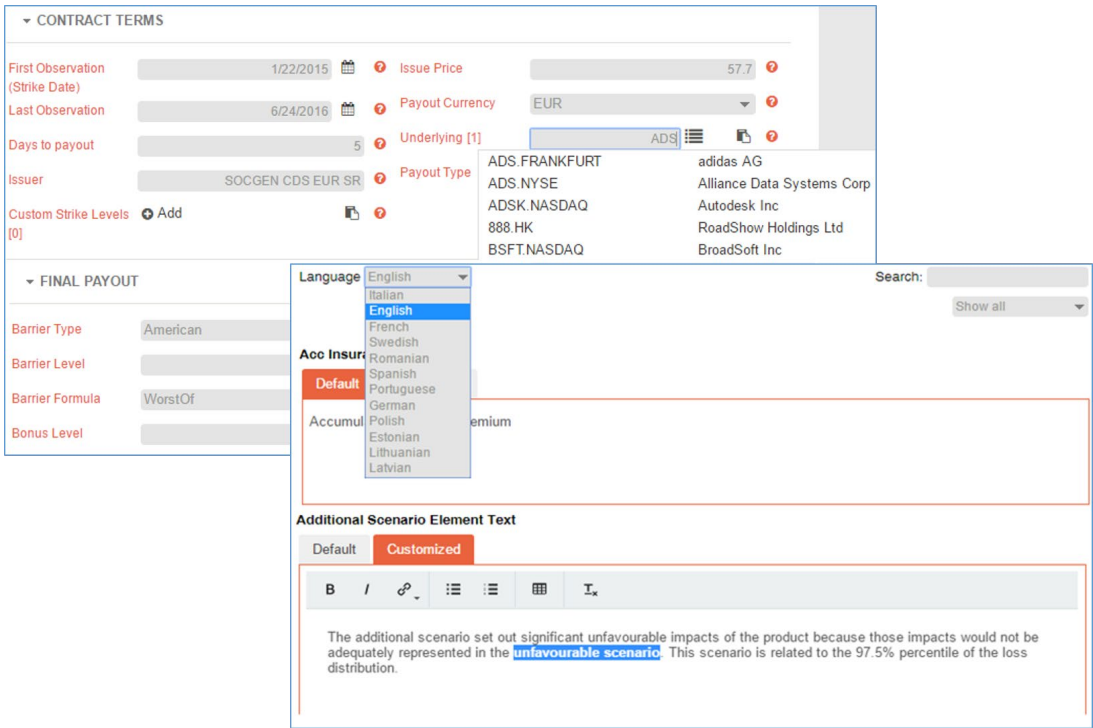 CONTRACT TERMS
First Observation
(Strike Date)
1/22/2015
Issue Price
57.7
Last Observation
6/24/2016
Payout Currency
EUR
Days to payout
5
Underlying [1]
ADS
Issuer
SOCGEN CDS EUR SR
Payout Type
Custom Strike Levels
[0]
Add
ADS.FRANKFURT adidas AG
ADS.NYSE Alliance Data Systems Corp
ADSK.NASDAQ Autodesk Inc
888.HK RoadShow Holdings Ltd
BSFT.NASDAQ BroadSoft Inc
FINAL PAYOUT
Barrier Type
American
Barrier Level
Barrier Formula
WorstOf
Bonus Level
Language English
Search:
Show all
Italian
English
French
Swedish
Romanian
Spanish
Portuguese
German
Polish
Estonian
Lithuanian
Latvian
Acc
Default
Additional Scenario Element Text
Default Customized
B I
The additional scenario set out significant unfavourable impacts of the product because those impacts would not be
adequately represented in the unfavourable scenario. This scenario is related to the 97.5% percentile of the loss
distribution.